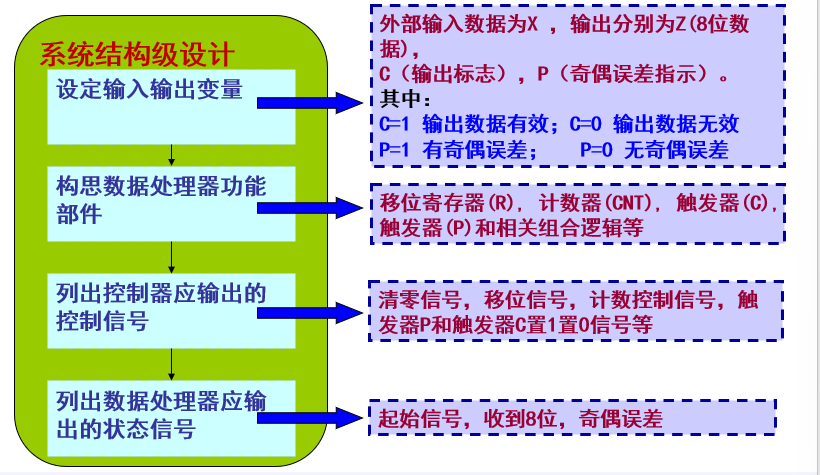 系统结构级设计
设定输入输出变量
外部输入数据为X ，输出分别为Z(8位数
据)，
C（输出标志），P（奇偶误差指示）。
其中：
C=1 输出数据有效；C=0 输出数据无效
P=1 有奇偶误差； P=0 无奇偶误差
构思数据处理器功能
部件
移位寄存器(R)，计数器(CNT)，触发器(C)，
触发器(P)和相关组合逻辑等
列出控制器应输出的
控制信号
清零信号，移位信号，计数控制信号，触
发器P和触发器C置1置0信号等
列出数据处理器应输
出的状态信号
起始信号，收到8位，奇偶误差